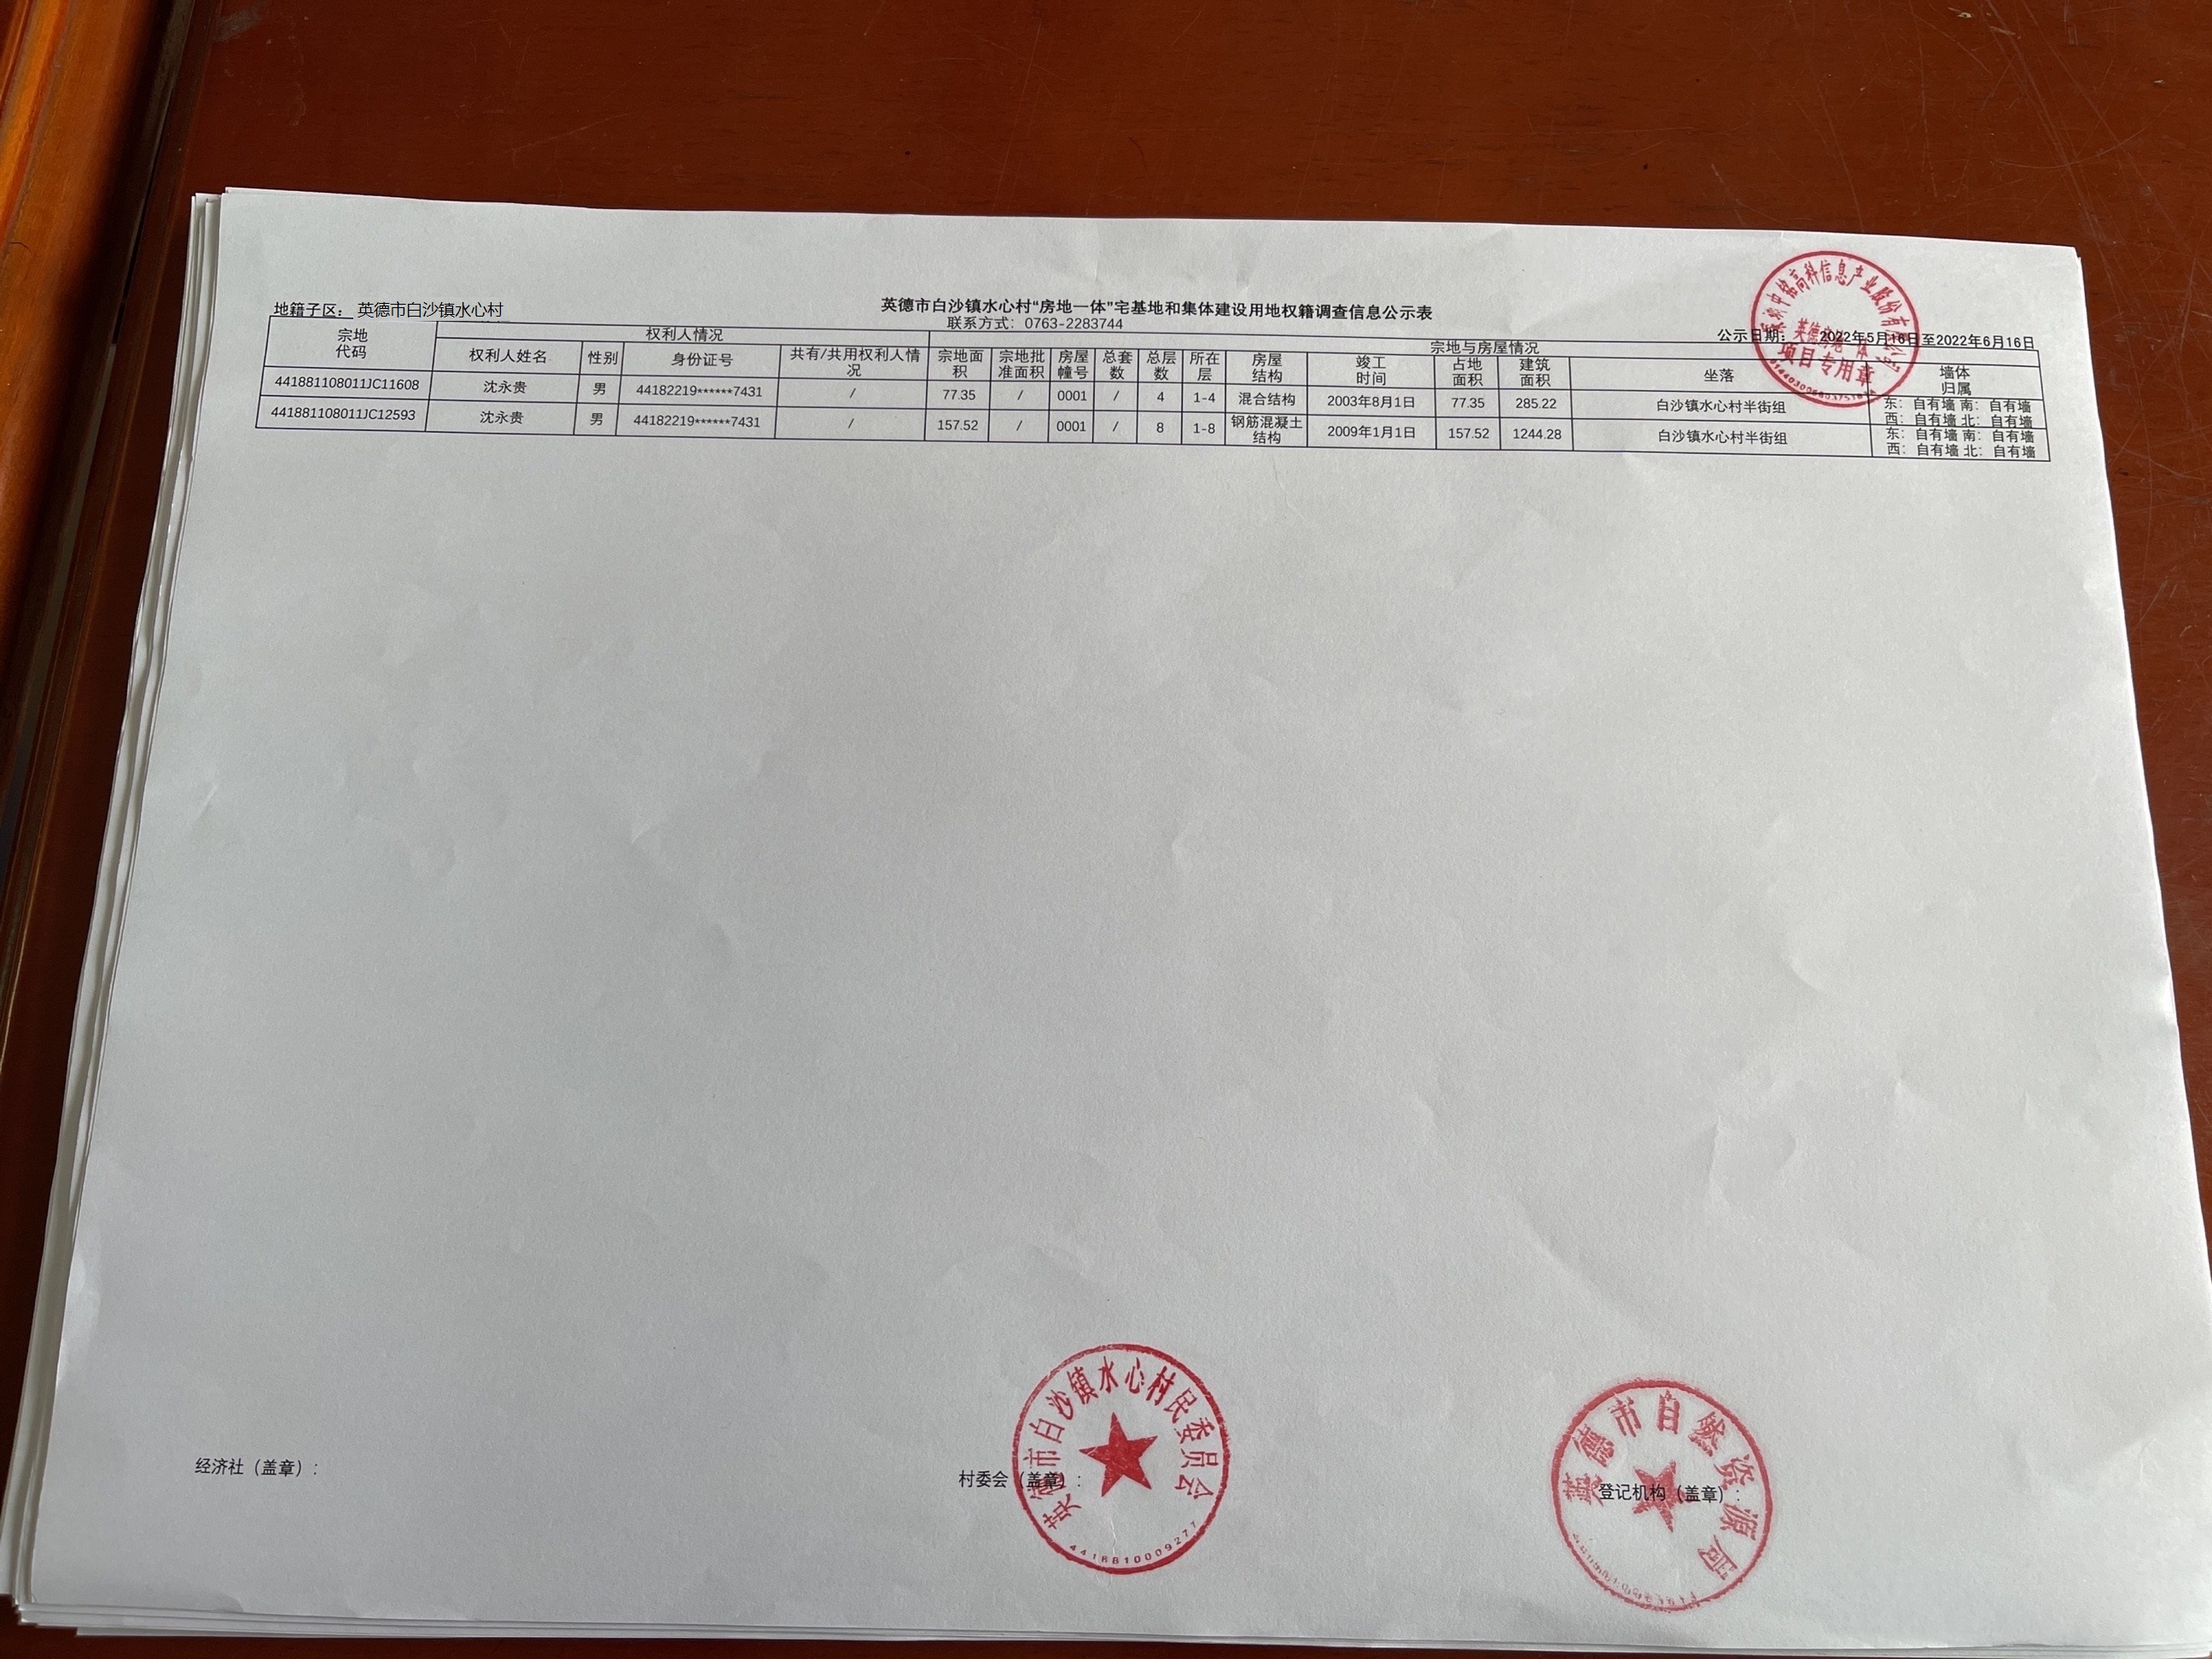 英德市白沙镇水心村“房地一体”宅基地和集体建设用地权籍调查信息公示表
地籍子区： 英德市白沙镇水心村
联系方式：0763-2283744
公示日期： 2022年5月16日至2022年6月16日
宗地代码 权利人情况 宗地与房屋情况
权利人姓名 性别 身份证号 共有/共用权利人情况 宗地面积 宗地批准面积 房屋幢号 总套数 总层数 所在层 房屋结构 竣工时间 占地面积 建筑面积 坐落 墙体归属
441881108011JC11608 沈永贵 男 44182219******7431 / 77.35 / 0001 / 4 1-4 混合结构 2003年8月1日 77.35 285.22 白沙镇水心村半街组 东：自有墙 南：自有墙 西：自有墙 北：自有墙
441881108011JC12593 沈永贵 男 44182219******7431 / 157.52 / 0001 / 8 1-8 钢筋混凝土结构 2009年1月1日 157.52 1244.28 白沙镇水心村半街组 东：自有墙 南：自有墙 西：自有墙 北：自有墙
中铭高科信息产业股份有限公司
项目专用章
经济社（盖章）：
村委会（盖章）：
英德市白沙镇水心村民委员会
4418810009277
登记机构（盖章）：
英德市自然资源局